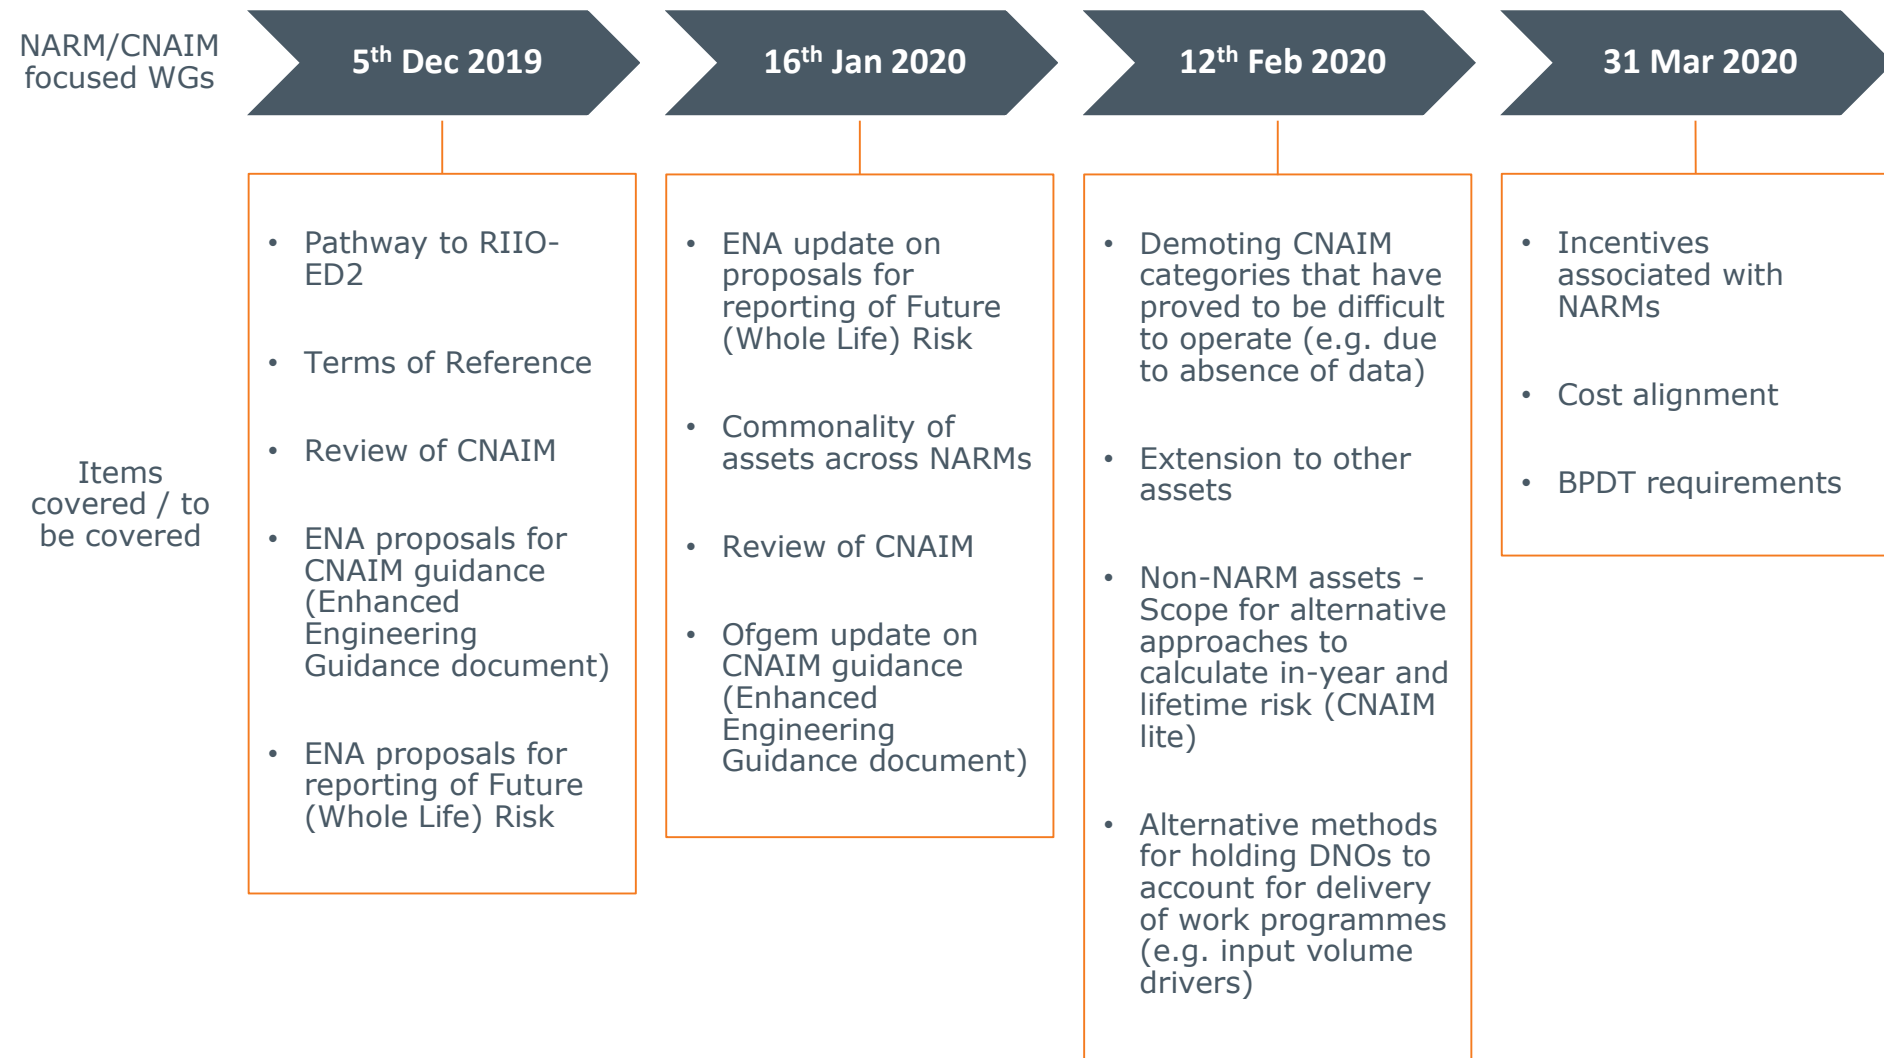 NARM/CNAIM
focused WGs
5th Dec 2019
16th Jan 2020
12th Feb 2020
31 Mar 2020
Items
covered / to
be covered
• Pathway to RIIO-
ED2
• Terms of Reference
• Review of CNAIM
• ENA proposals for
CNAIM guidance
(Enhanced
Engineering
Guidance document)
• ENA proposals for
reporting of Future
(Whole Life) Risk
• ENA update on
proposals for
reporting of Future
(Whole Life) Risk
• Commonality of
assets across NARMs
• Review of CNAIM
• Ofgem update on
CNAIM guidance
(Enhanced
Engineering
Guidance document)
• Demoting CNAIM
categories that have
proved to be difficult
to operate (e.g. due
to absence of data)
• Extension to other
assets
• Non-NARM assets -
Scope for alternative
approaches to
calculate in-year and
lifetime risk (CNAIM
lite)
• Alternative methods
for holding DNOs to
account for delivery
of work programmes
(e.g. input volume
drivers)
• Incentives
associated with
NARMs
• Cost alignment
• BPDT requirements